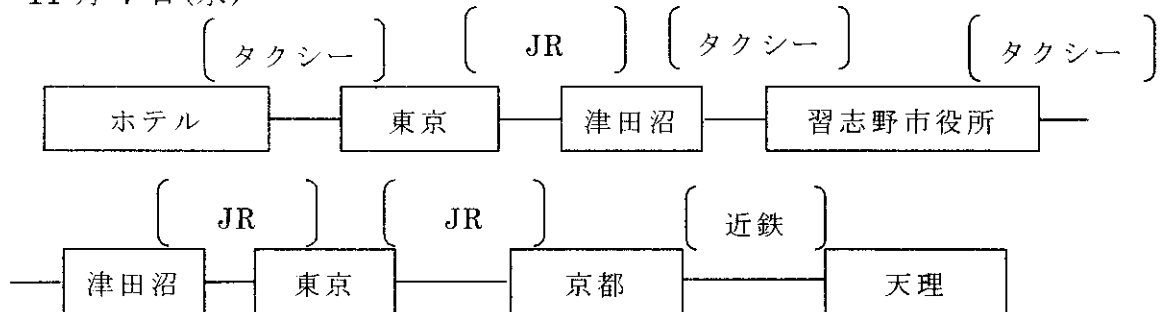 (タクシー) (JR) (タクシー) (タクシー)
ホテル 東京 津田沼 習志野市役所
(JR) (JR) (近鉄)
津田沼 東京 京都 天理